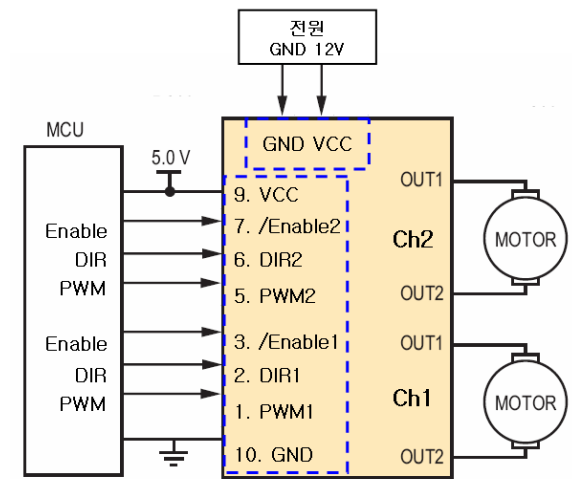 전원
GND 12V
MCU
5.0 V
GND VCC
9. VCC
7. /Enable2
6. DIR2
5. PWM2
3. /Enable1
2. DIR1
1. PWM1
10. GND
Enable
DIR
PWM
Enable
DIR
PWM
OUT1
Ch2
OUT2
MOTOR
OUT1
Ch1
OUT2
MOTOR